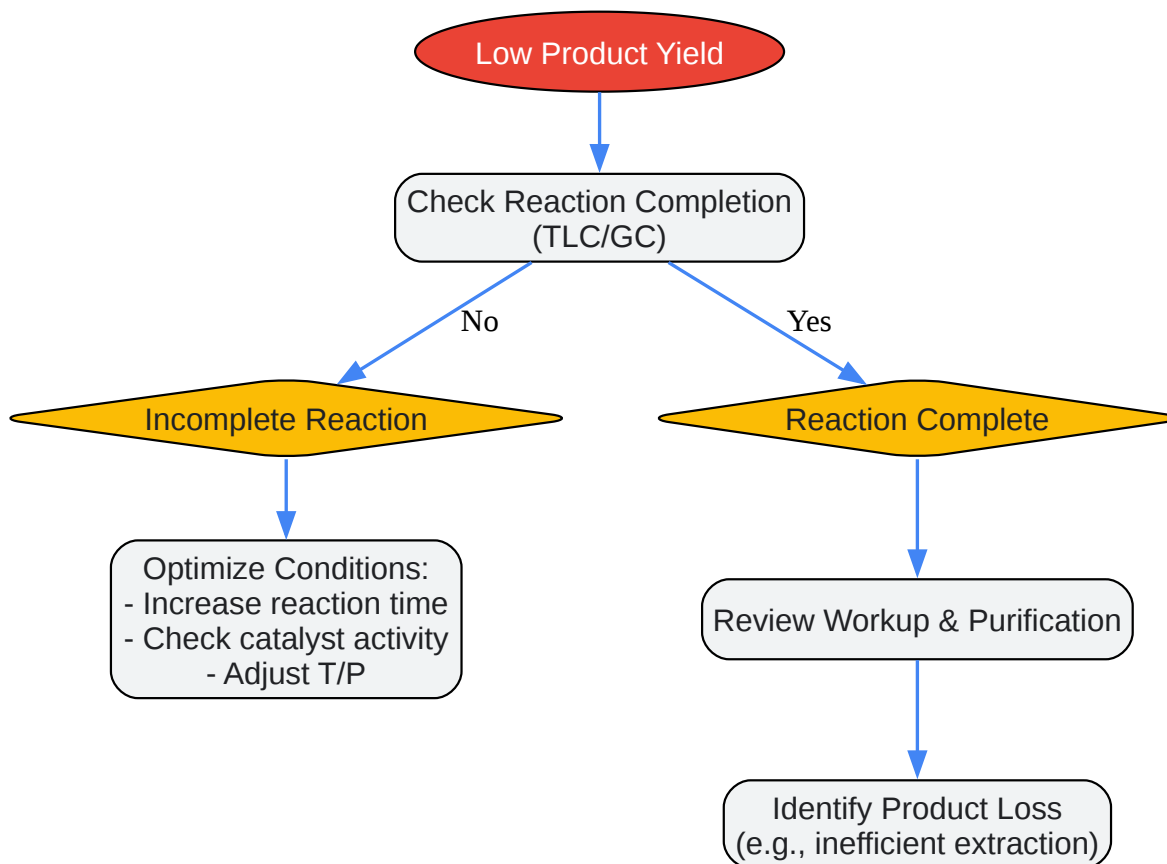 Low Product Yield
Check Reaction Completion
(TLC/GC)
No
Yes
Incomplete Reaction
Reaction Complete
Optimize Conditions:
- Increase reaction time
- Check catalyst activity
- Adjust T/P
Review Workup & Purification
Identify Product Loss
(e.g., inefficient extraction)